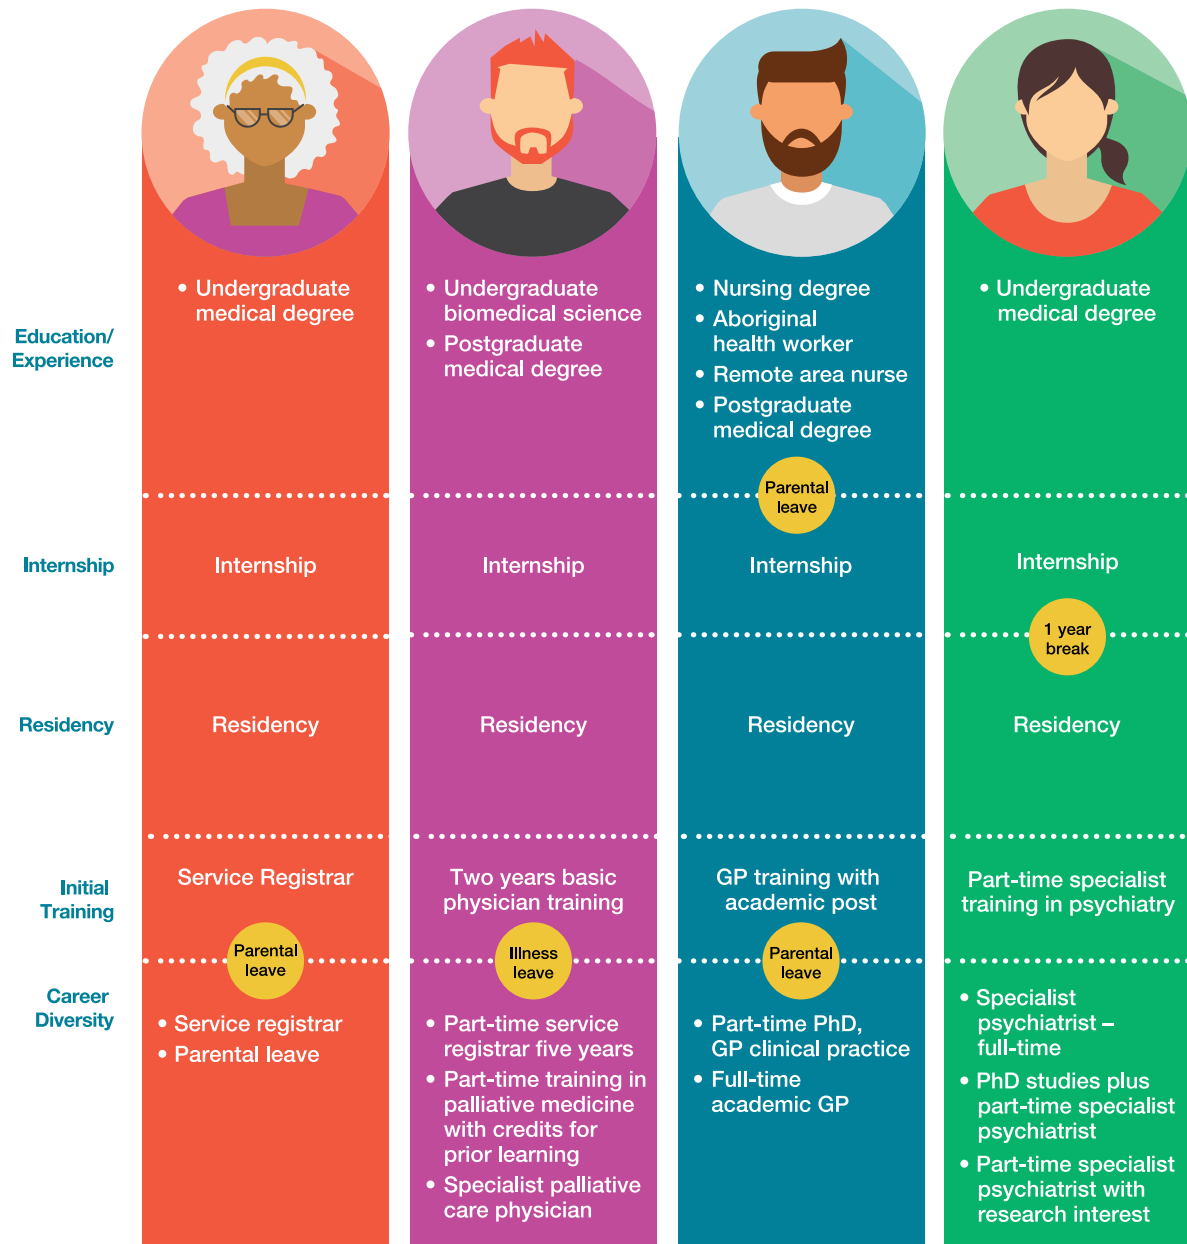 Education/
Experience
• Undergraduate
medical degree
• Undergraduate
biomedical science
• Postgraduate
medical degree
• Nursing degree
• Aboriginal
health worker
• Remote area nurse
• Postgraduate
medical degree
• Undergraduate
medical degree
Parental
leave
Internship
Internship
Internship
Internship
Internship
1 year
break
Residency
Residency
Residency
Residency
Residency
Initial
Training
Service Registrar
Two years basic
physician training
GP training with
academic post
Part-time specialist
training in psychiatry
Parental
leave
Illness
leave
Parental
leave
Career
Diversity
• Service registrar
• Parental leave
• Part-time service
registrar five years
• Part-time training in
palliative medicine
with credits for
prior learning
• Specialist palliative
care physician
• Part-time PhD,
GP clinical practice
• Full-time
academic GP
• Specialist
psychiatrist –
full-time
• PhD studies plus
part-time specialist
psychiatrist
• Part-time specialist
psychiatrist with
research interest